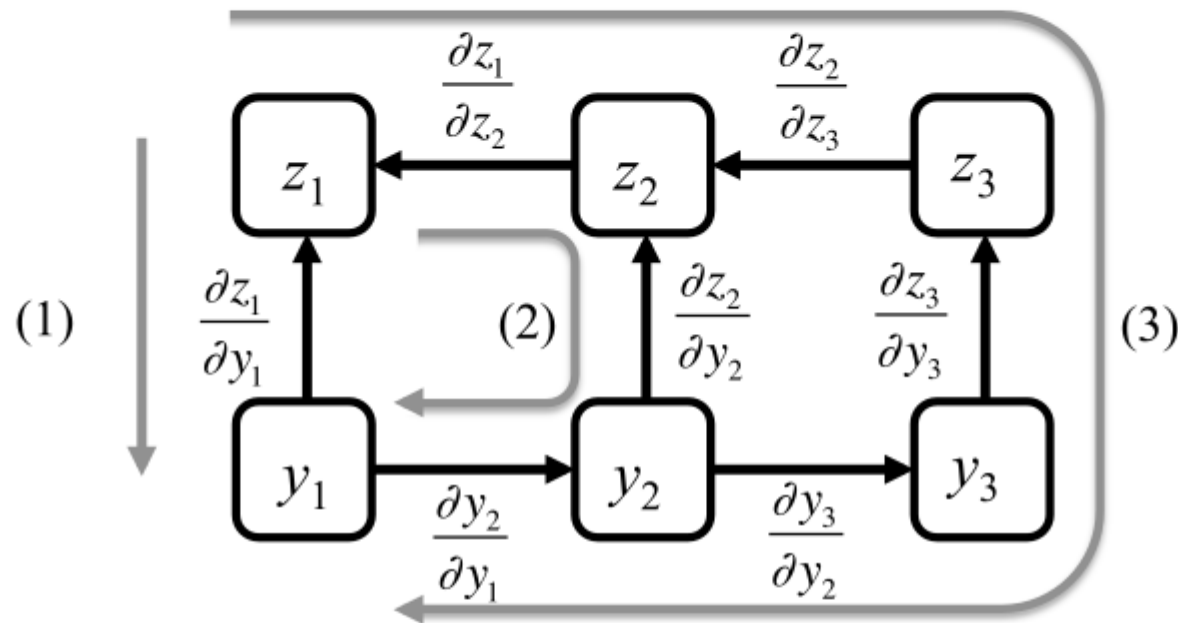 ∂z₁/∂z₂
∂z₂/∂z₃
z₁
z₂
z₃
(1)
∂z₁/∂y₁
(2)
∂z₂/∂y₂
∂z₃/∂y₃
(3)
y₁
y₂
y₃
∂y₂/∂y₁
∂y₃/∂y₂